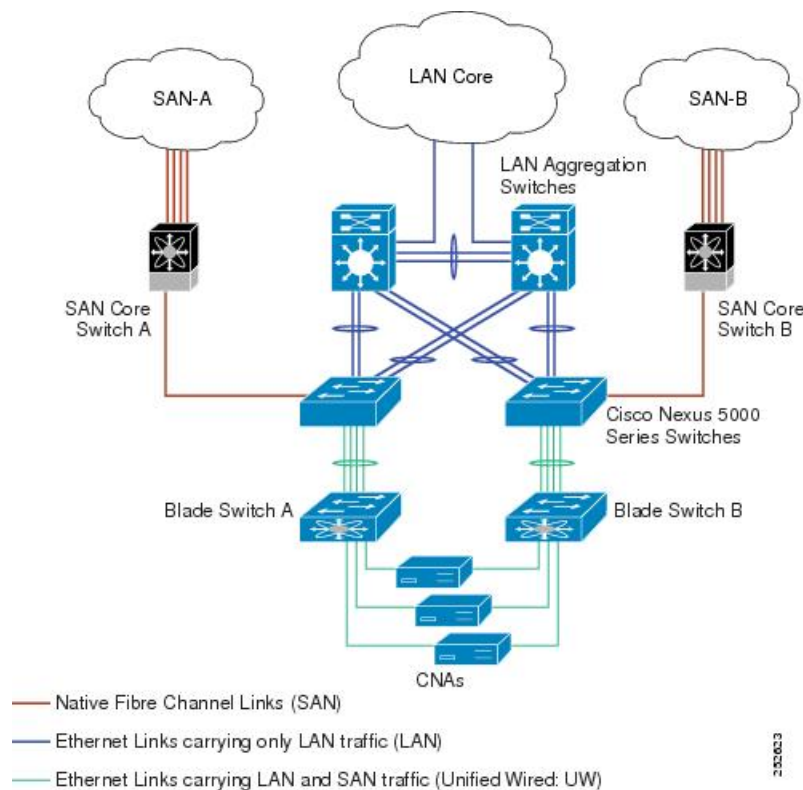 SAN-A
LAN Core
SAN-B
LAN Aggregation
Switches
SAN Core
Switch A
SAN Core
Switch B
Cisco Nexus 5000
Series Switches
Blade Switch A
Blade Switch B
CNAs
Native Fibre Channel Links (SAN)
Ethernet Links carrying only LAN traffic (LAN)
Ethernet Links carrying LAN and SAN traffic (Unified Wired: UW)
252623